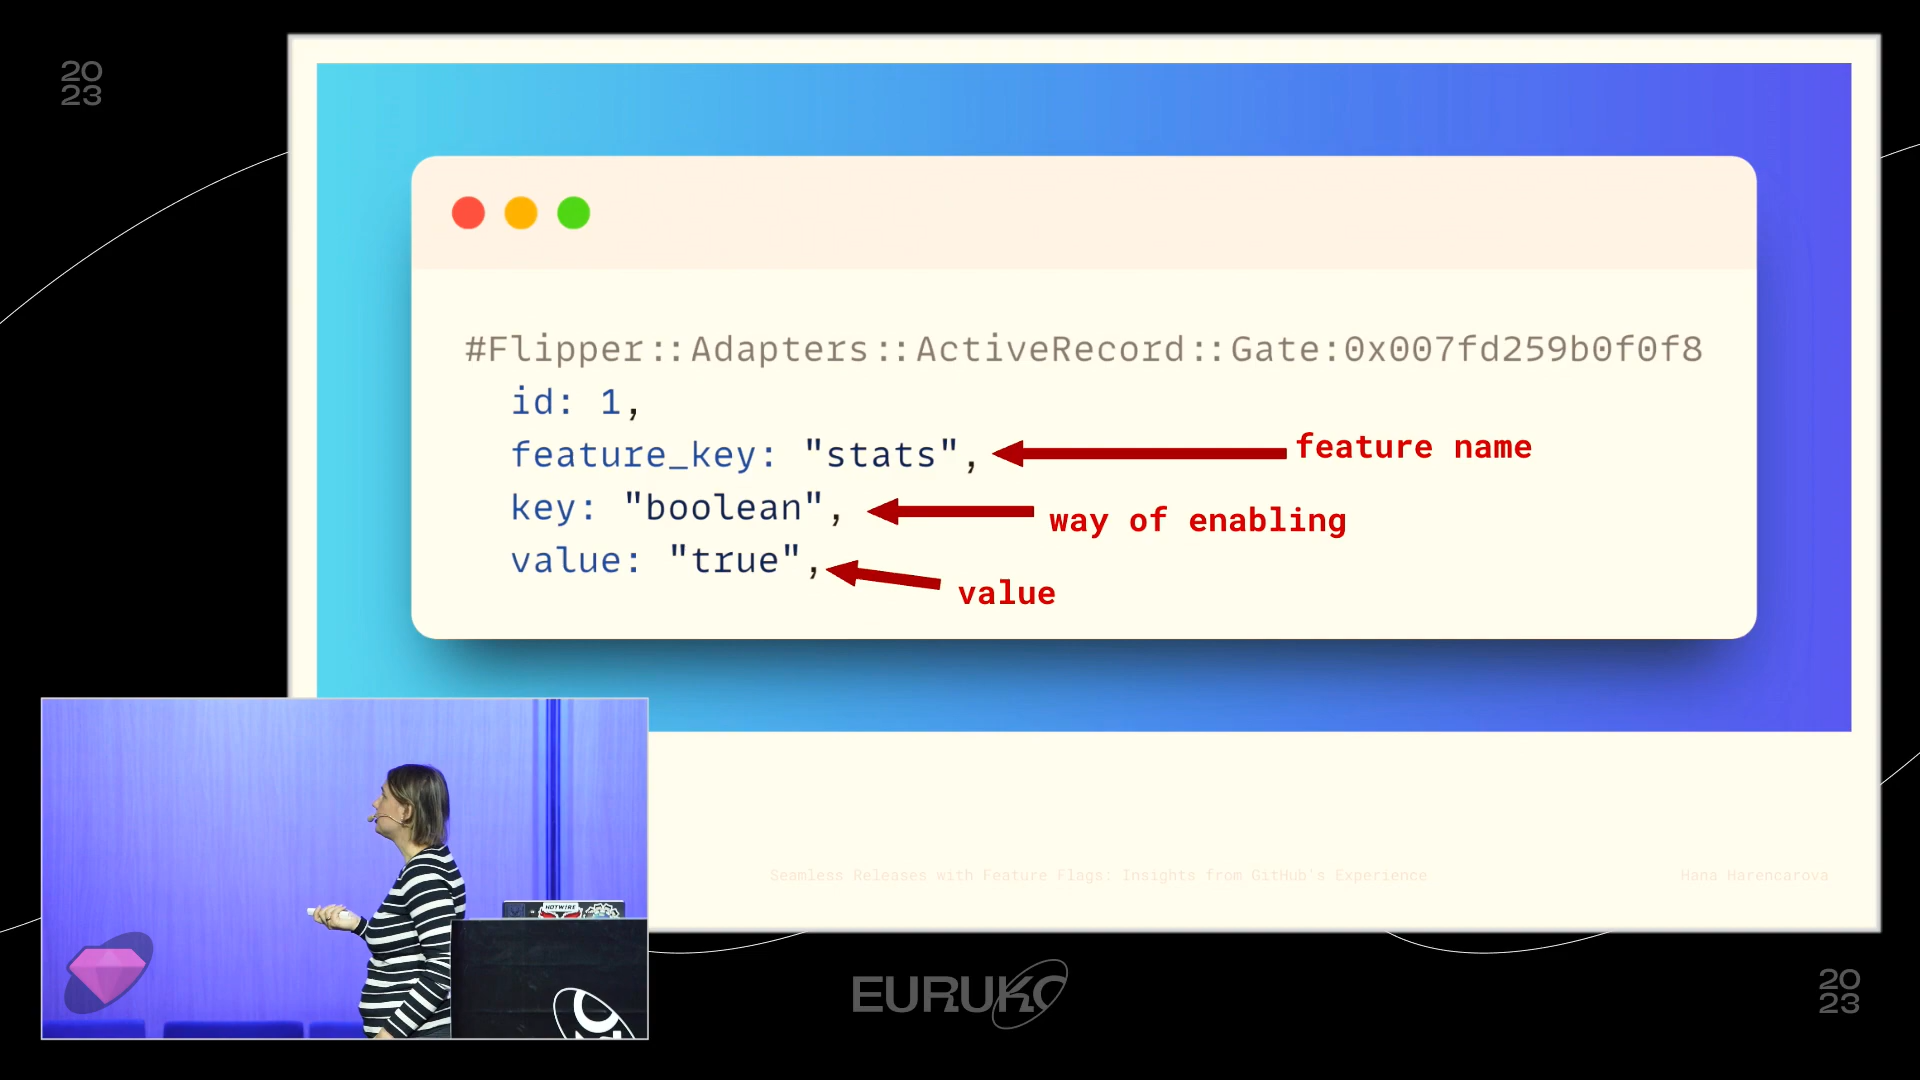 20
23
#Flipper::Adapters::ActiveRecord::Gate:0x007fd259b0f0f8
id: 1,
feature_key: "stats",
feature name
key: "boolean",
way of enabling
value: "true",
value
Seamless Releases with Feature Flags: Insights from GitHub's Experience
Hana Harencarova
HOTWIRE
EURUKO
20
23